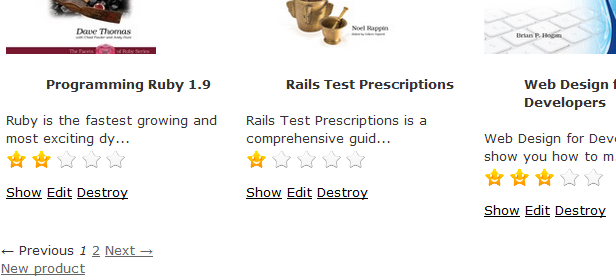 Dave Thomas
with Chad Fowler and Andy Hunt
The Facets of Ruby Series
Noel Rappin
Brian P. Hogan
Programming Ruby 1.9
Ruby is the fastest growing and
most exciting dy...
Show Edit Destroy
Rails Test Prescriptions
Rails Test Prescriptions is a
comprehensive guid...
Show Edit Destroy
Web Design f
Developers
Web Design for Deve
show you how to m
Show Edit Destroy
← Previous 1 2 Next →
New product